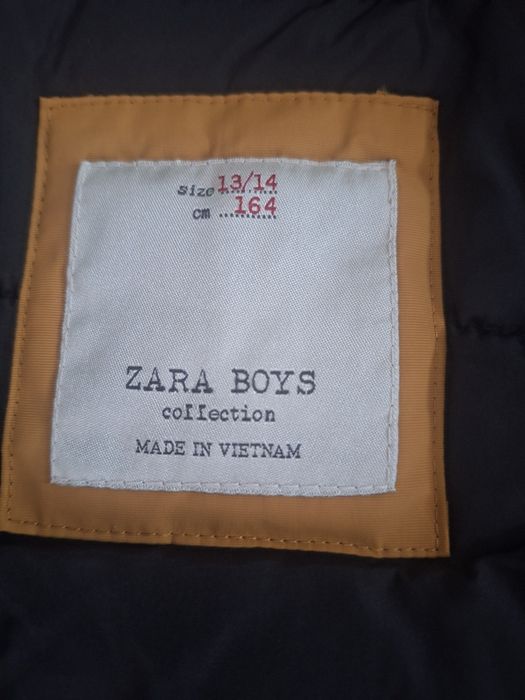 size 13/14
cm 164
ZARA BOYS
collection
MADE IN VIETNAM